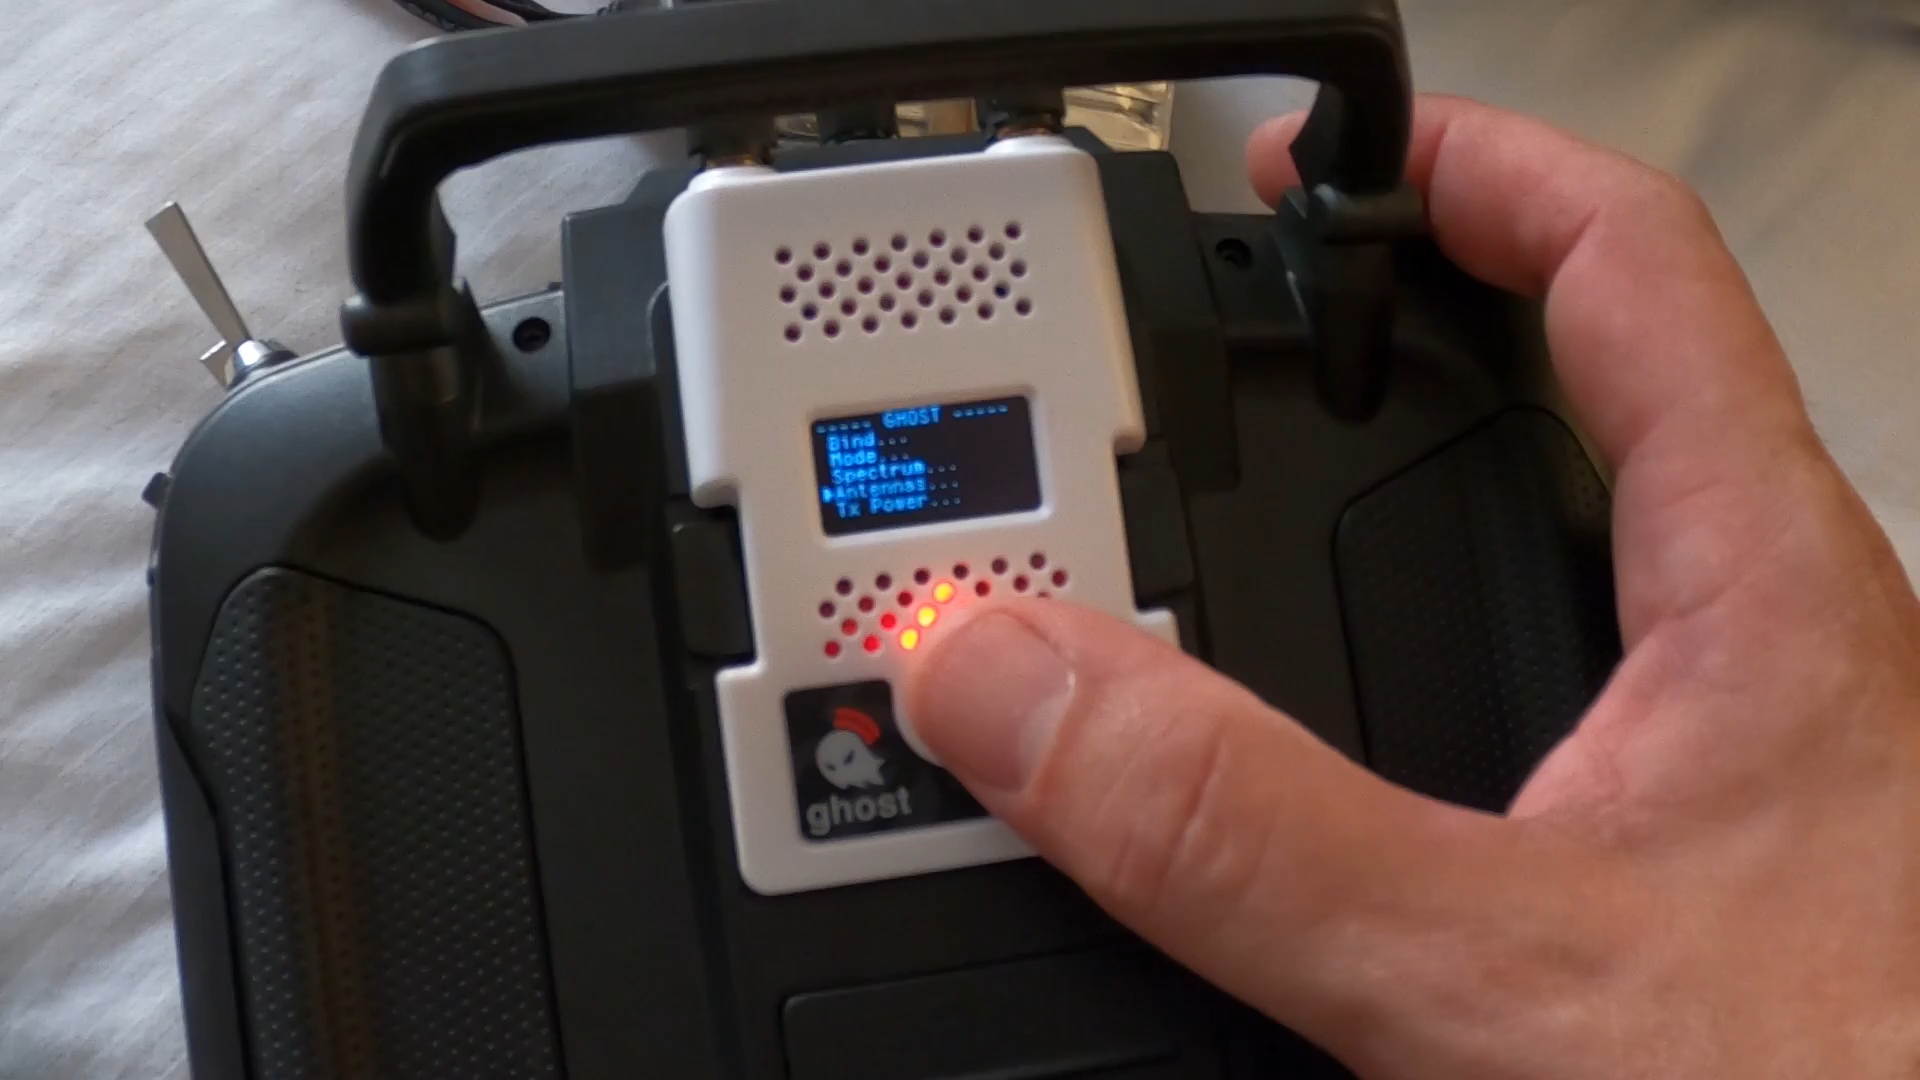 ----- GHOST -----
Bind...
Mode...
Spectrum...
Antennas...
Tx Power...
ghost